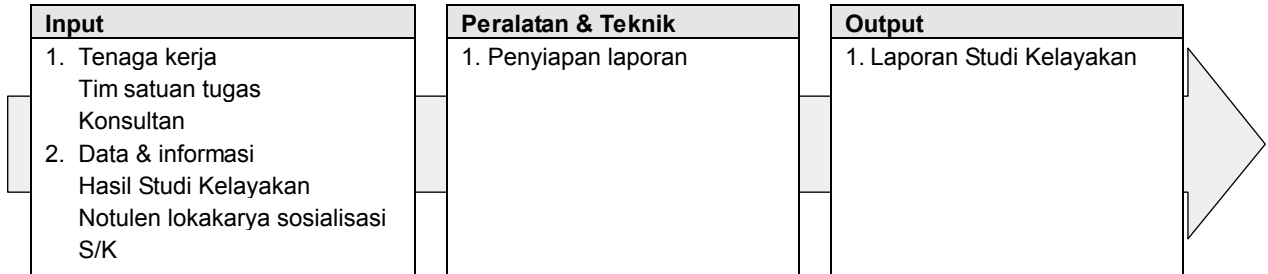 Input
1. Tenaga kerja
Tim satuan tugas
Konsultan
2. Data & informasi
Hasil Studi Kelayakan
Notulen lokakarya sosialisasi
S/K
Peralatan & Teknik
1. Penyiapan laporan
Output
1. Laporan Studi Kelayakan